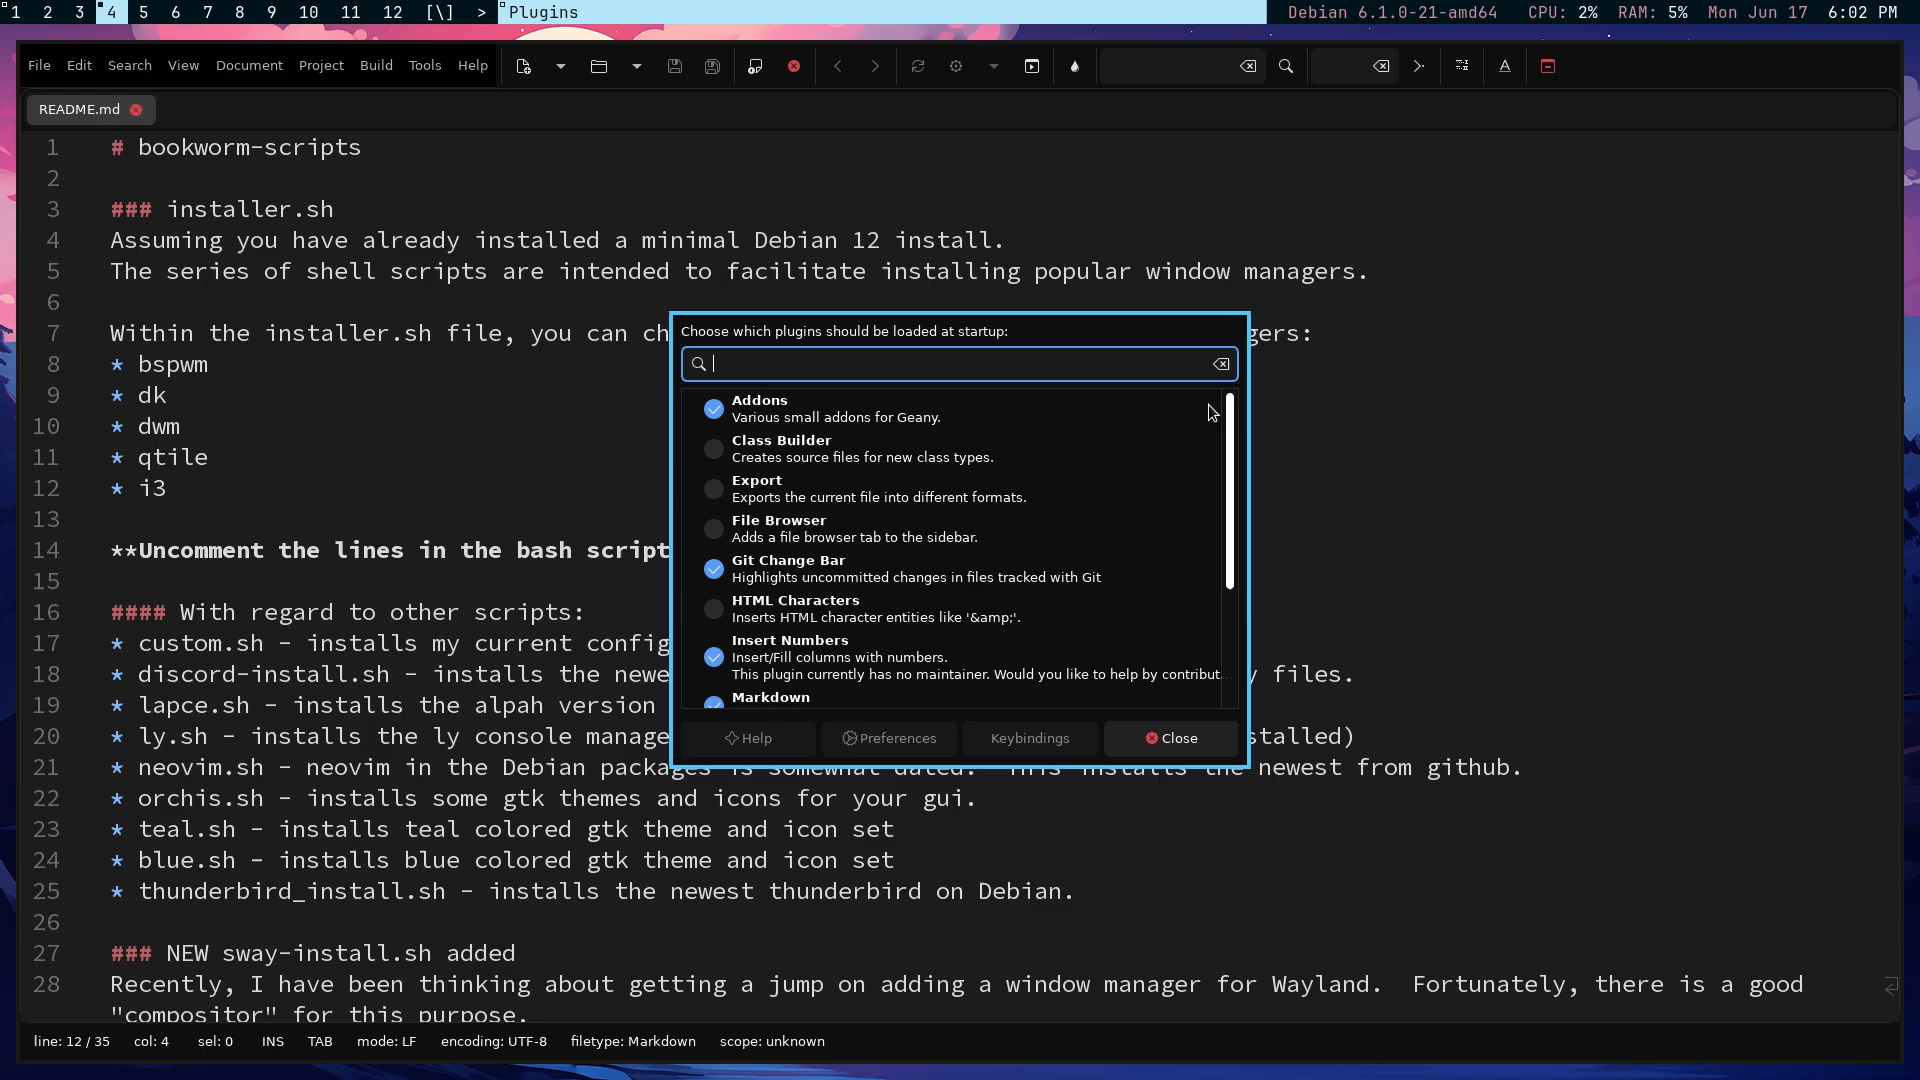 1 2 3 4 5 6 7 8 9 10 11 12 [\] > Plugins Debian 6.1.0-21-amd64 CPU: 2% RAM: 5% Mon Jun 17 6:02 PM
File Edit Search View Document Project Build Tools Help
README.md
1 # bookworm-scripts
2
3 ### installer.sh
4 Assuming you have already installed a minimal Debian 12 install.
5 The series of shell scripts are intended to facilitate installing popular window managers.
6
7 Within the installer.sh file, you can ch gers:
8 * bspwm
9 * dk
10 * dwm
11 * qtile
12 * i3
13
14 **Uncomment the lines in the bash script
15
16 #### With regard to other scripts:
17 * custom.sh - installs my current config
18 * discord-install.sh - installs the newe y files.
19 * lapce.sh - installs the alpah version
20 * ly.sh - installs the ly console manage stalled)
21 * neovim.sh - neovim in the Debian packages is somewhat dated. This installs the newest from github.
22 * orchis.sh - installs some gtk themes and icons for your gui.
23 * teal.sh - installs teal colored gtk theme and icon set
24 * blue.sh - installs blue colored gtk theme and icon set
25 * thunderbird_install.sh - installs the newest thunderbird on Debian.
26
27 ### NEW sway-install.sh added
28 Recently, I have been thinking about getting a jump on adding a window manager for Wayland. Fortunately, there is a good
"compositor" for this purpose.
Choose which plugins should be loaded at startup:
Addons
Various small addons for Geany.
Class Builder
Creates source files for new class types.
Export
Exports the current file into different formats.
File Browser
Adds a file browser tab to the sidebar.
Git Change Bar
Highlights uncommitted changes in files tracked with Git
HTML Characters
Inserts HTML character entities like '&amp;'.
Insert Numbers
Insert/Fill columns with numbers.
This plugin currently has no maintainer. Would you like to help by contribut...
Markdown
Help Preferences Keybindings Close
line: 12 / 35 col: 4 sel: 0 INS TAB mode: LF encoding: UTF-8 filetype: Markdown scope: unknown